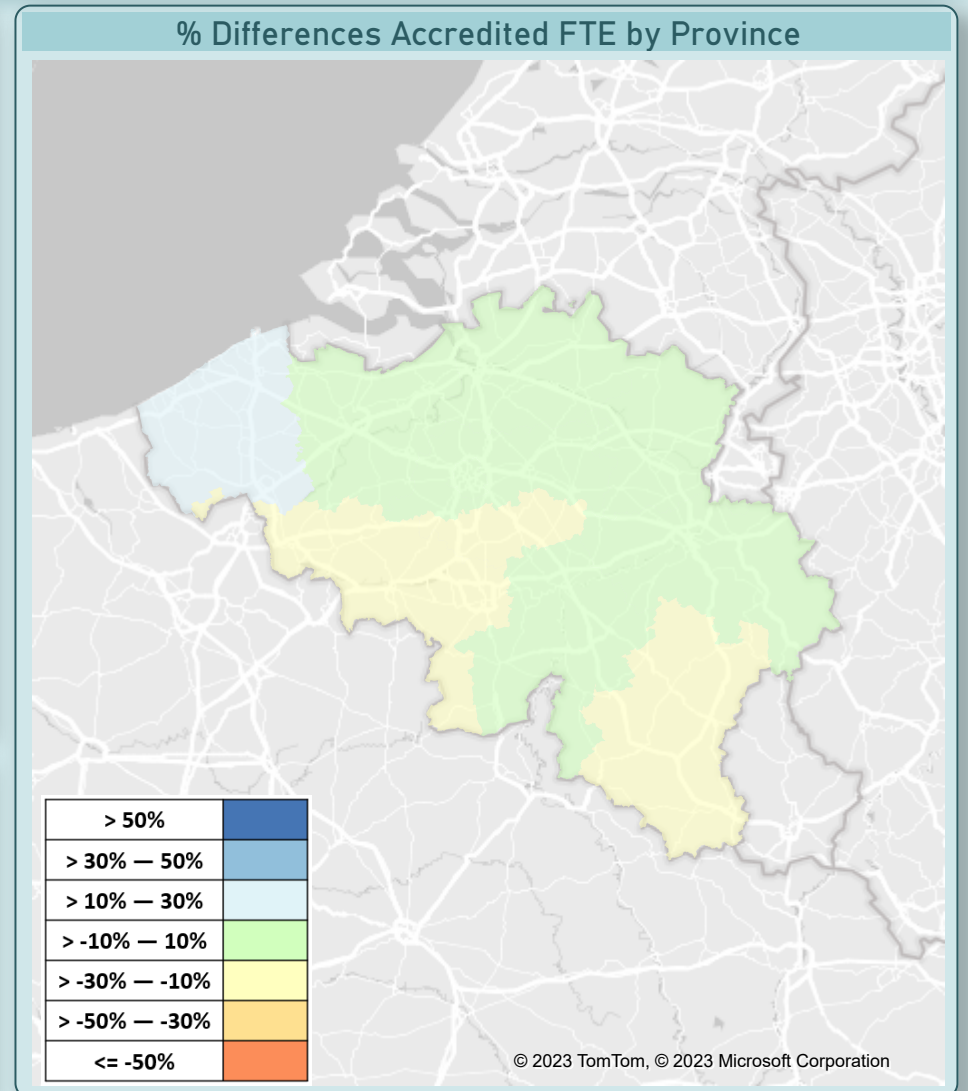 % Differences Accredited FTE by Province
> 50%
> 30% — 50%
> 10% — 30%
> -10% — 10%
> -30% — -10%
> -50% — -30%
<= -50%
© 2023 TomTom, © 2023 Microsoft Corporation